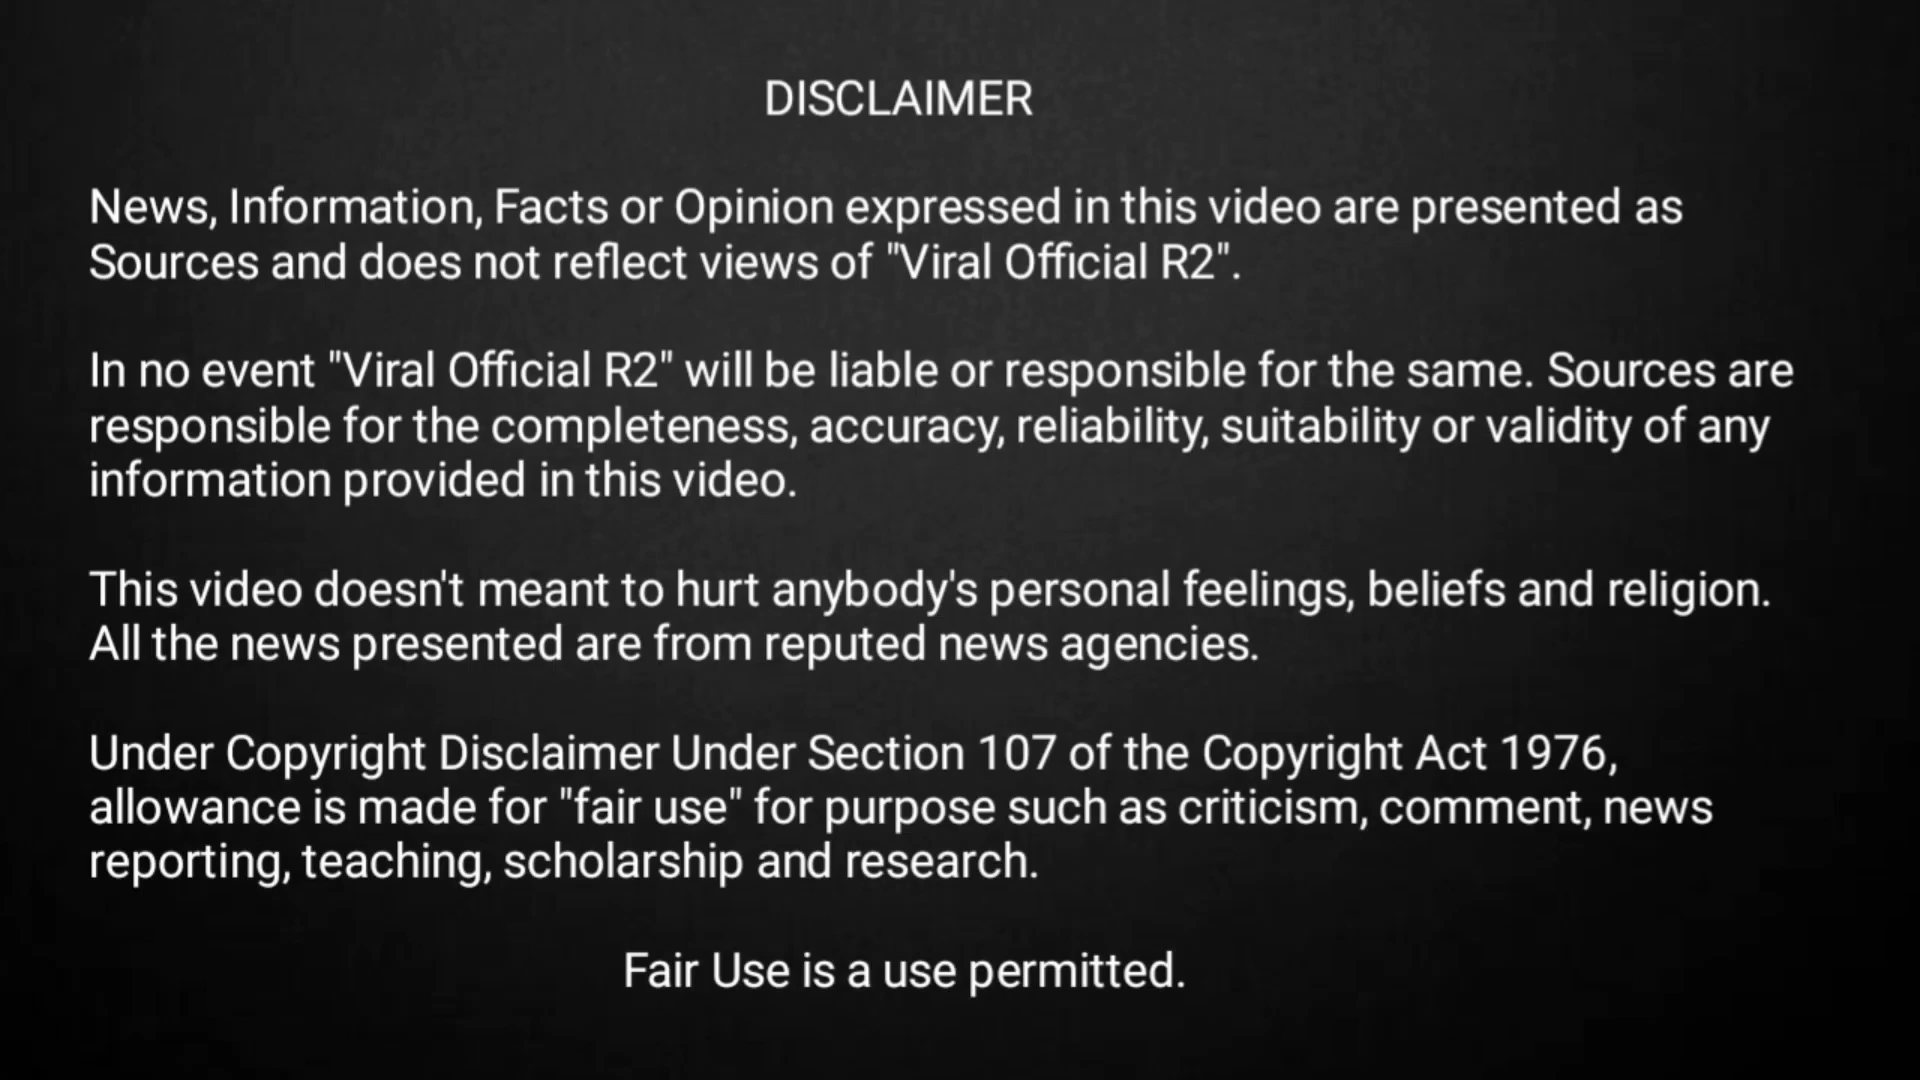 DISCLAIMER
News, Information, Facts or Opinion expressed in this video are presented as
Sources and does not reflect views of "Viral Official R2".
In no event "Viral Official R2" will be liable or responsible for the same. Sources are
responsible for the completeness, accuracy, reliability, suitability or validity of any
information provided in this video.
This video doesn't meant to hurt anybody's personal feelings, beliefs and religion.
All the news presented are from reputed news agencies.
Under Copyright Disclaimer Under Section 107 of the Copyright Act 1976,
allowance is made for "fair use" for purpose such as criticism, comment, news
reporting, teaching, scholarship and research.
Fair Use is a use permitted.